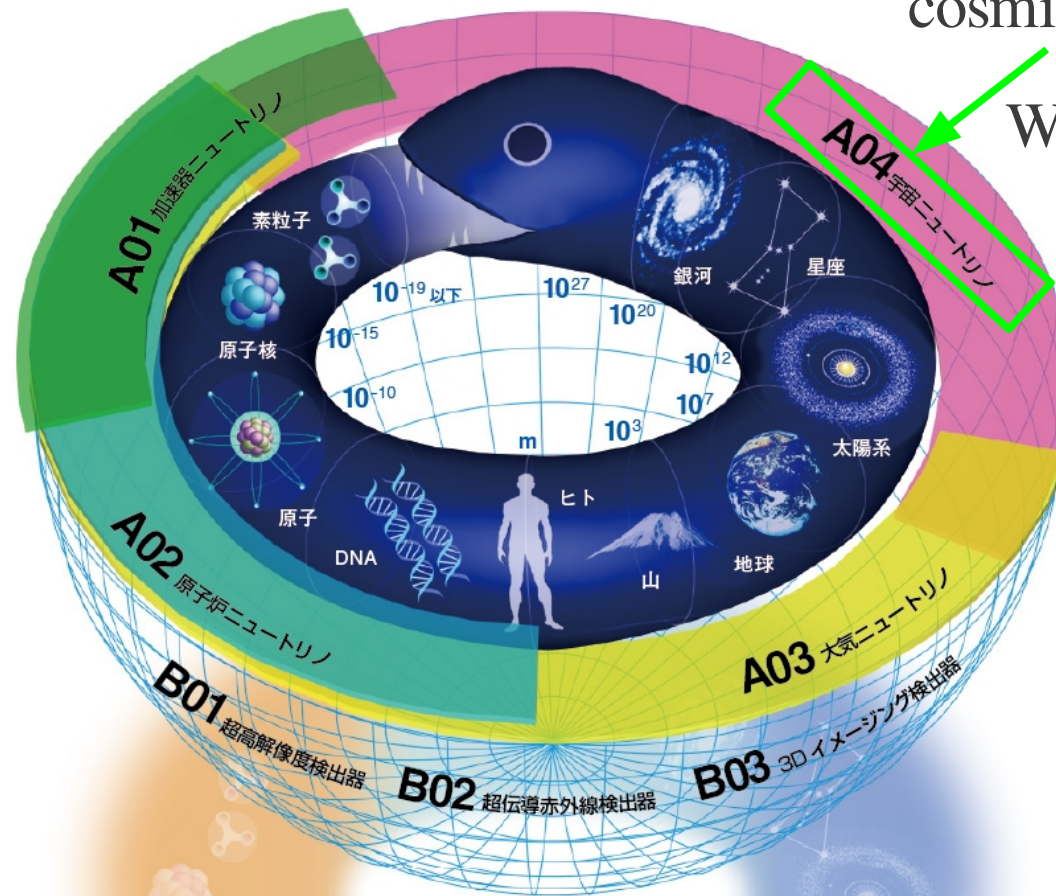 cosmi
W
A04 宇宙ニュートリノ
A01 加速器ニュートリノ
素粒子
銀河
星座
10⁻¹⁹ 以下
10²⁷
10²⁰
10⁻¹⁵
原子核
10¹²
10⁻¹⁰
10⁷
m
10³
太陽系
ヒト
原子
DNA
山
地球
A02 原子炉ニュートリノ
A03 大気ニュートリノ
B01 超高解像度検出器
B02 超伝導赤外線検出器
B03 3Dイメージング検出器